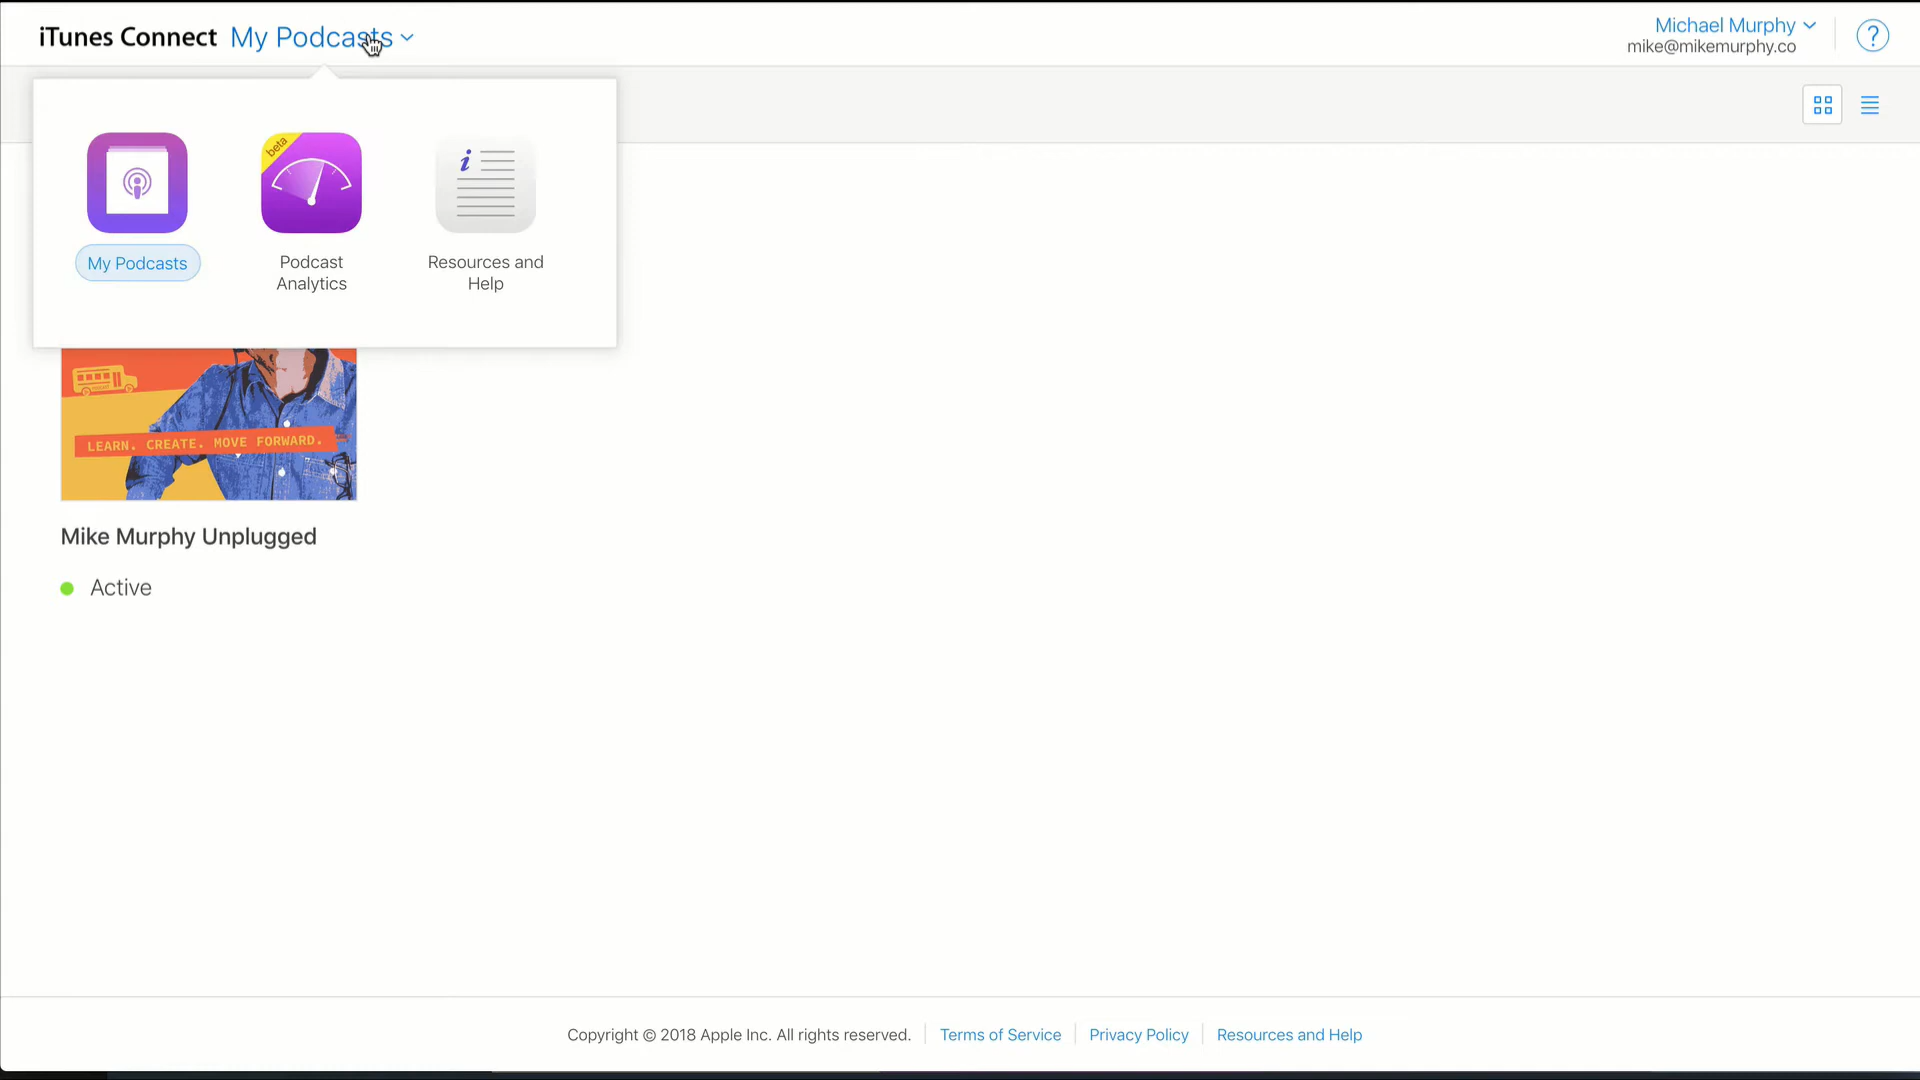 iTunes Connect My Podcasts
Michael Murphy
mike@mikemurphy.co
?
beta
i
My Podcasts
Podcast
Analytics
Resources and
Help
LEARN. CREATE. MOVE FORWARD.
Mike Murphy Unplugged
Active
Copyright © 2018 Apple Inc. All rights reserved. Terms of Service Privacy Policy Resources and Help